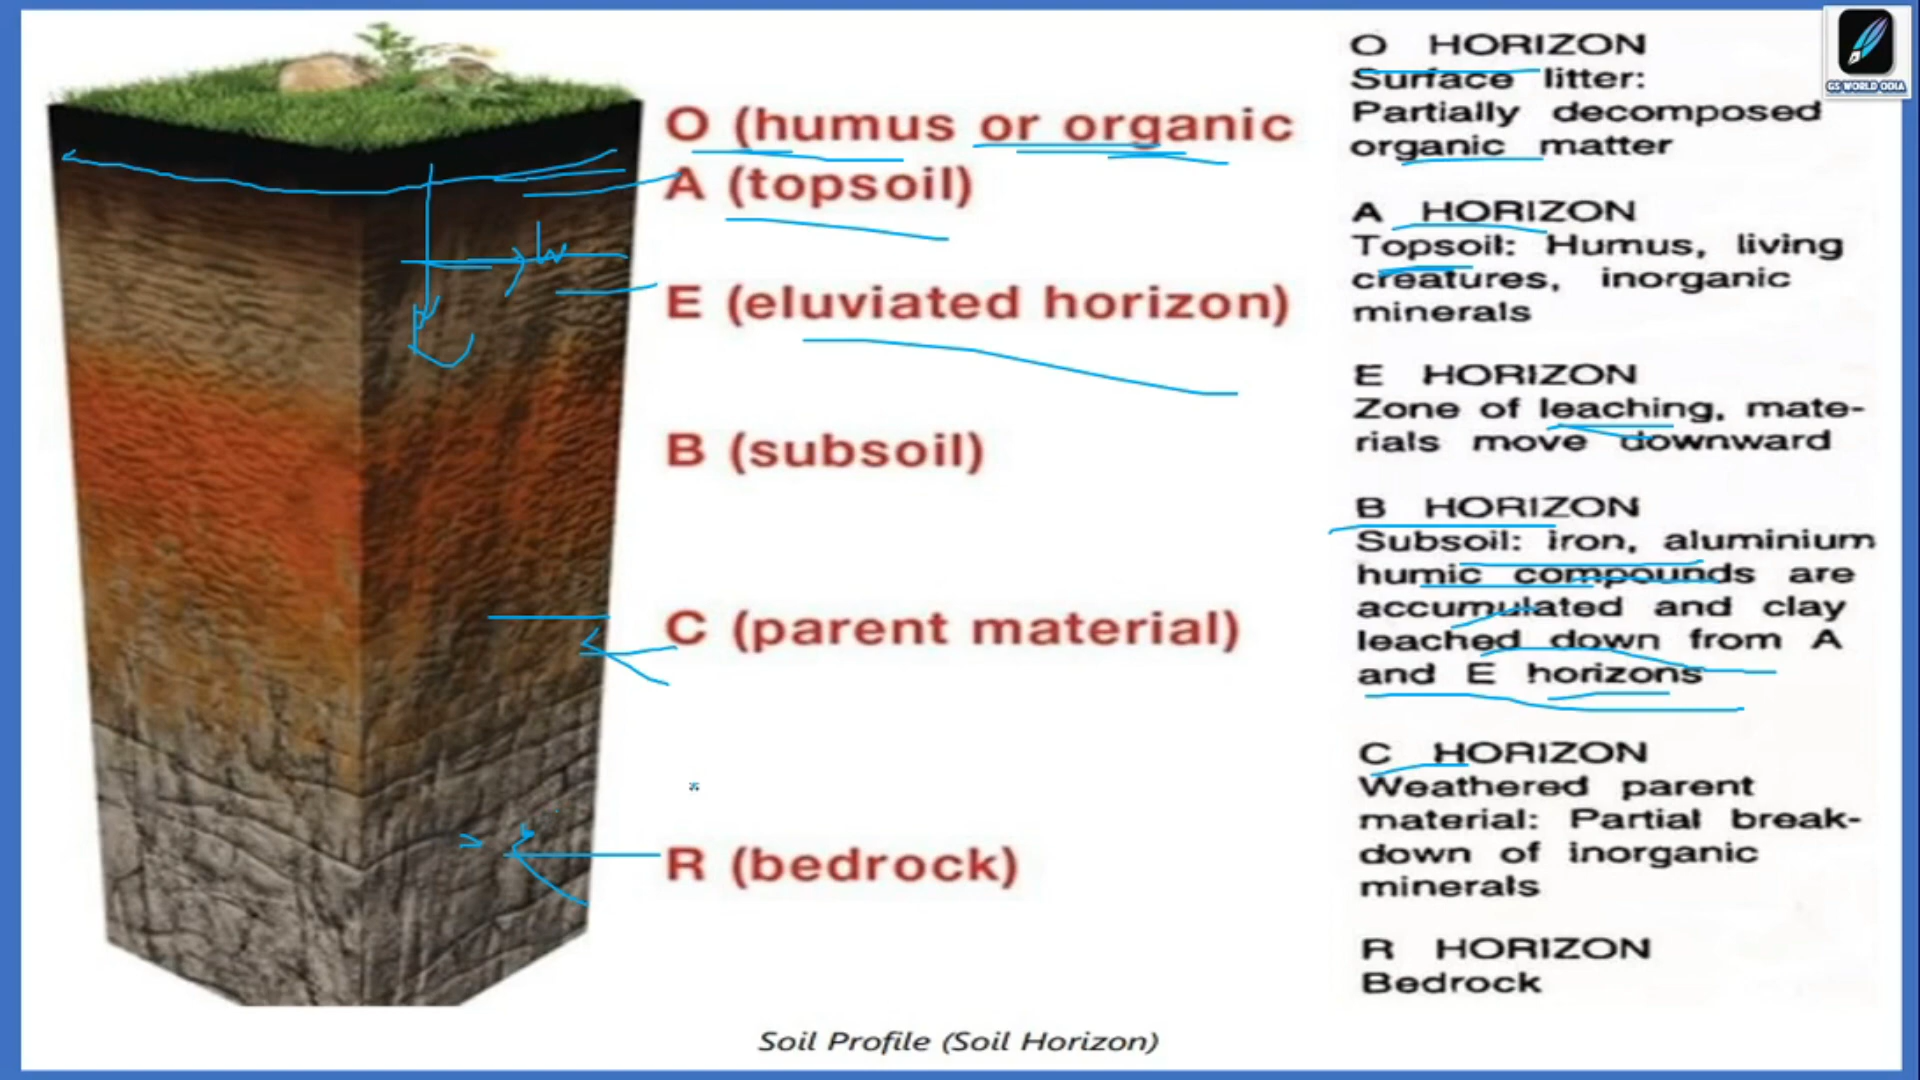 O (humus or organic
A (topsoil)
E (eluviated horizon)
B (subsoil)
C (parent material)
R (bedrock)
O HORIZON
Surface litter:
Partially decomposed
organic matter
A HORIZON
Topsoil: Humus, living
creatures, inorganic
minerals
E HORIZON
Zone of leaching, mate-
rials move downward
B HORIZON
Subsoil: iron, aluminium
humic compounds are
accumulated and clay
leached down from A
and E horizons
C HORIZON
Weathered parent
material: Partial break-
down of inorganic
minerals
R HORIZON
Bedrock
GS WORLD ODIA
Soil Profile (Soil Horizon)